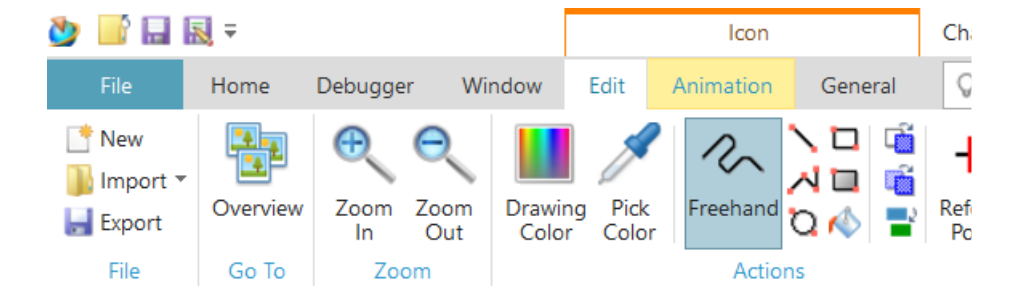 Icon
File Home Debugger Window Edit Animation General
New
Import
Export
Overview
Zoom In
Zoom Out
Drawing Color
Pick Color
Freehand
File Go To Zoom Actions